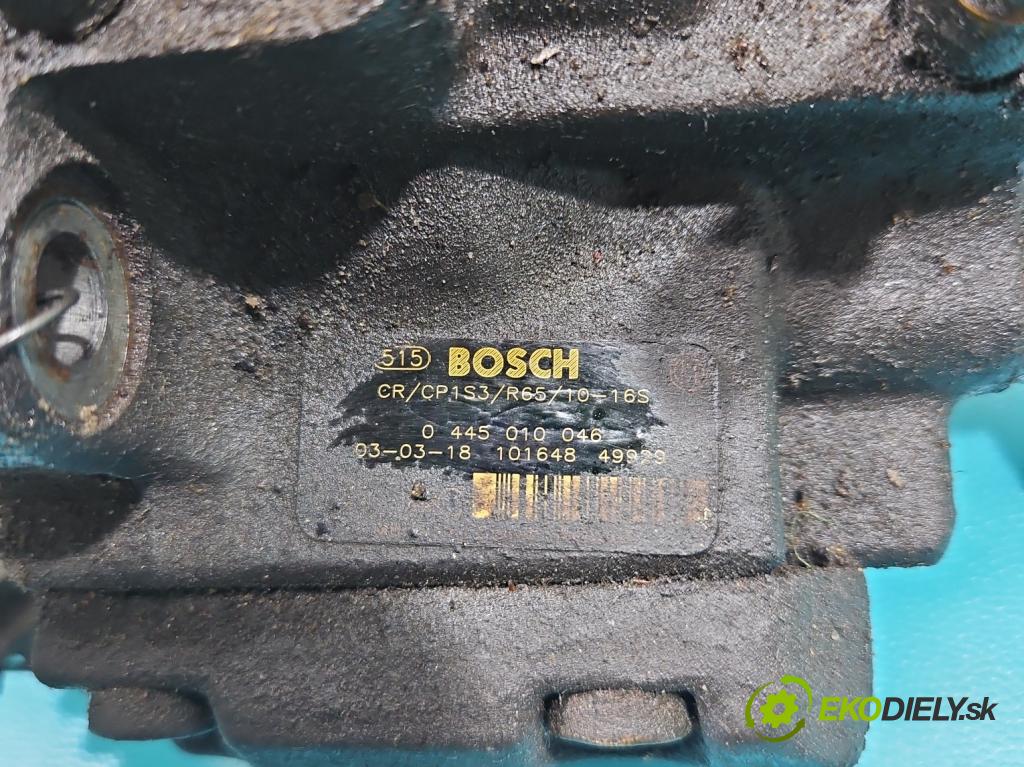 515 BOSCH
CR/CP1S3/R65/10-16S
0 445 010 046
03-03-18 101648 49929
EKODIELY.sk